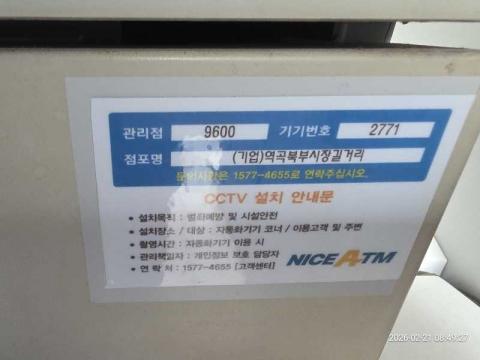 관리점 9600 기기번호 2771
점포명 (기업)역곡북부시장길거리
문의사항은 1577-4655로 연락주십시오.
CCTV 설치 안내문
• 설치목적 : 범죄예방 및 시설안전
• 설치장소 / 대상 : 자동화기기 코너 / 이용고객 및 주변
• 촬영시간 : 자동화기기 이용 시
• 관리책임자 : 개인정보 보호 담당자
• 연 락 처 : 1577-4655 [고객센터]
NICE ATM
2026-02-21 08:49:27